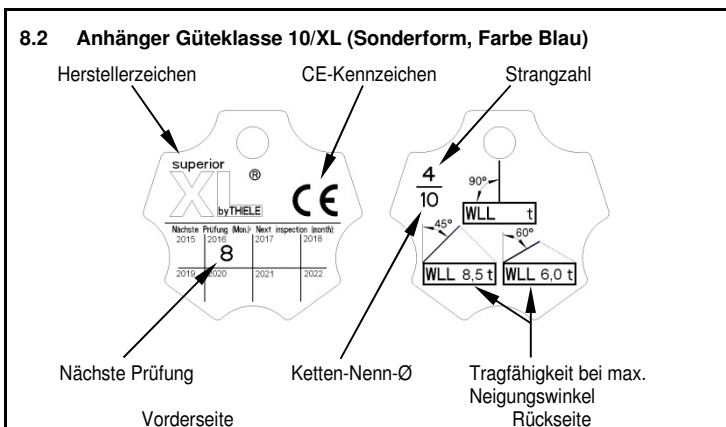 8.2 Anhänger Güteklasse 10/XL (Sonderform, Farbe Blau)
Herstellerzeichen CE-Kennzeichen Strangzahl
superior
XL ®
by THIELE CE
Nächste Prüfung (Mon.)/ Next inspection (month):
2015 2016 2017 2018
8
2019 2020 2021 2022
4
10
90°
WLL t
45° 60°
WLL 8,5 t WLL 6,0 t
Nächste Prüfung Ketten-Nenn-Ø Tragfähigkeit bei max.
Neigungswinkel
Vorderseite Rückseite